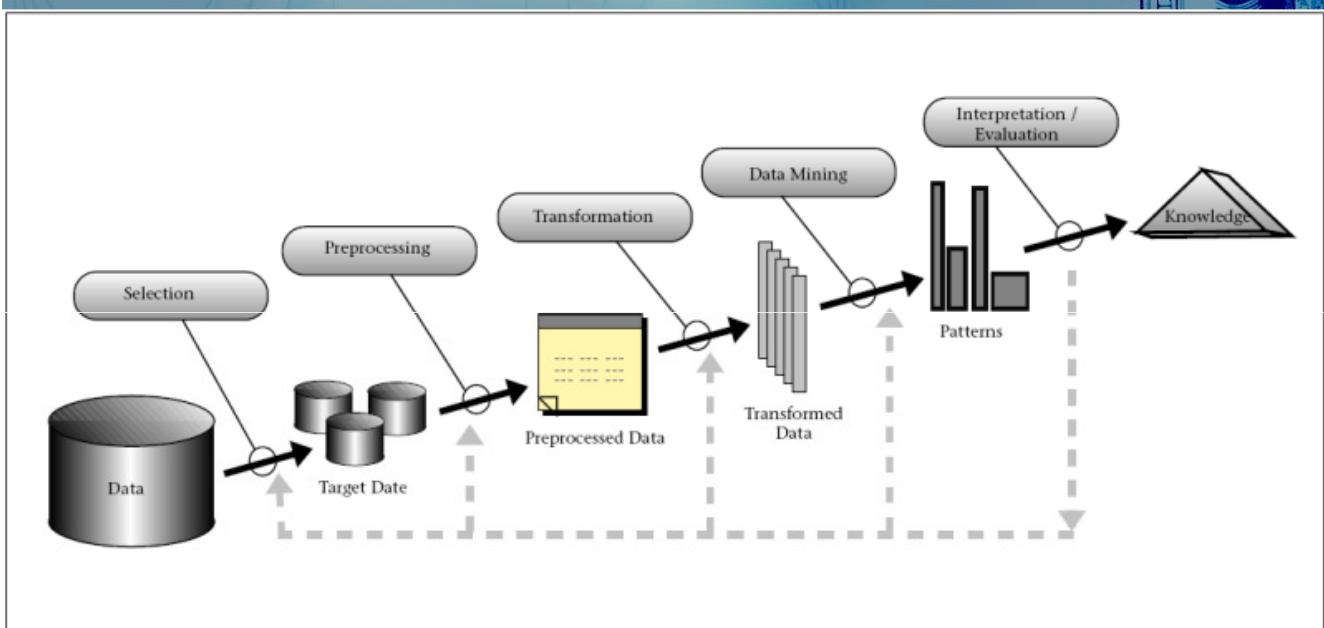 Interpretation /
Evaluation
Data Mining
Transformation
Knowledge
Preprocessing
Selection
Patterns
Transformed
Data
Preprocessed Data
Target Date
Data